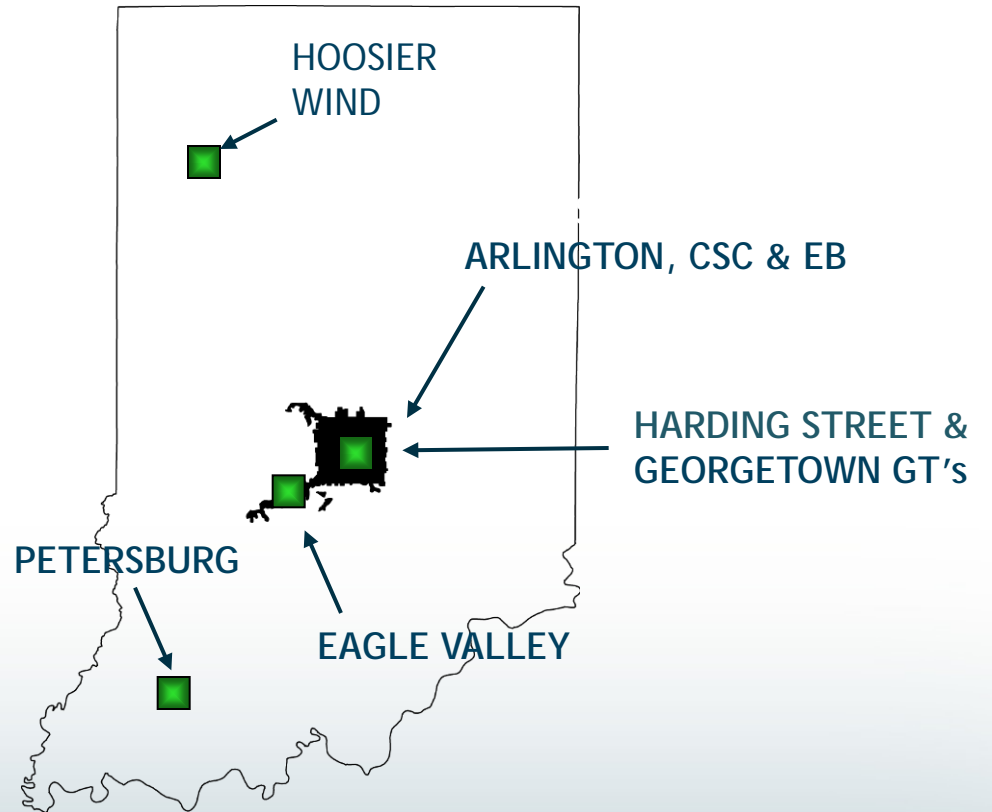 HOOSIER
WIND
ARLINGTON, CSC & EB
HARDING STREET &
GEORGETOWN GT's
PETERSBURG
EAGLE VALLEY